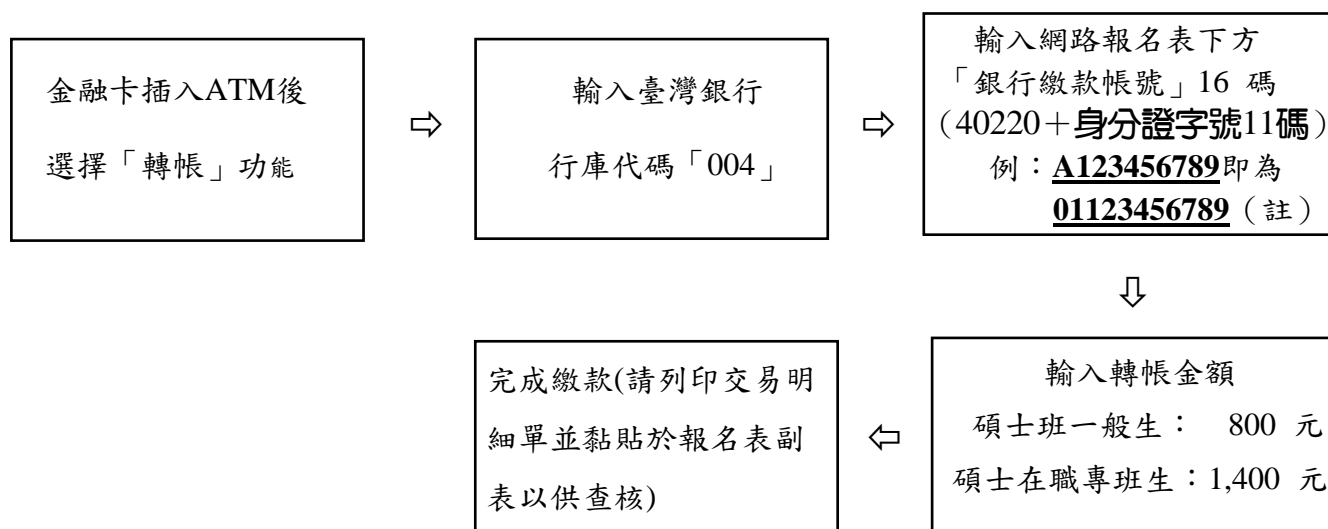 金融卡插入ATM後
選擇「轉帳」功能
輸入臺灣銀行
行庫代碼「004」
輸入網路報名表下方
「銀行繳款帳號」16 碼
（40220＋身分證字號11碼）
例：A123456789即為
01123456789（註）
輸入轉帳金額
碩士班一般生： 800 元
碩士在職專班生：1,400 元
完成繳款(請列印交易明
細單並黏貼於報名表副
表以供查核)